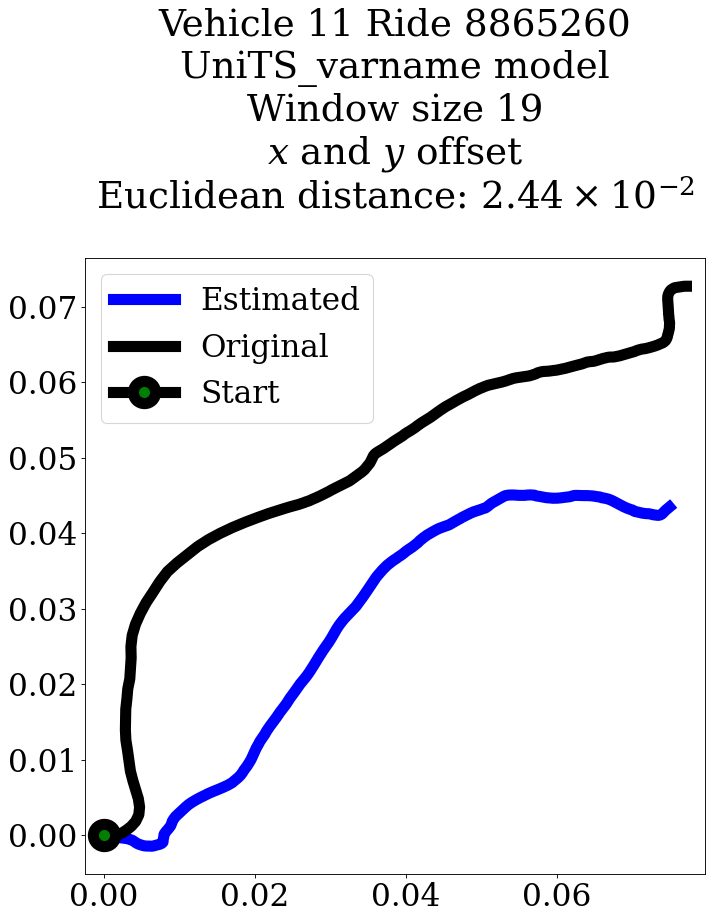 Vehicle 11 Ride 8865260
UniTS_varname model
Window size 19
x and y offset
Euclidean distance: 2.44 × 10⁻²
Estimated
Original
Start
0.07
0.06
0.05
0.04
0.03
0.02
0.01
0.00
0.00 0.02 0.04 0.06